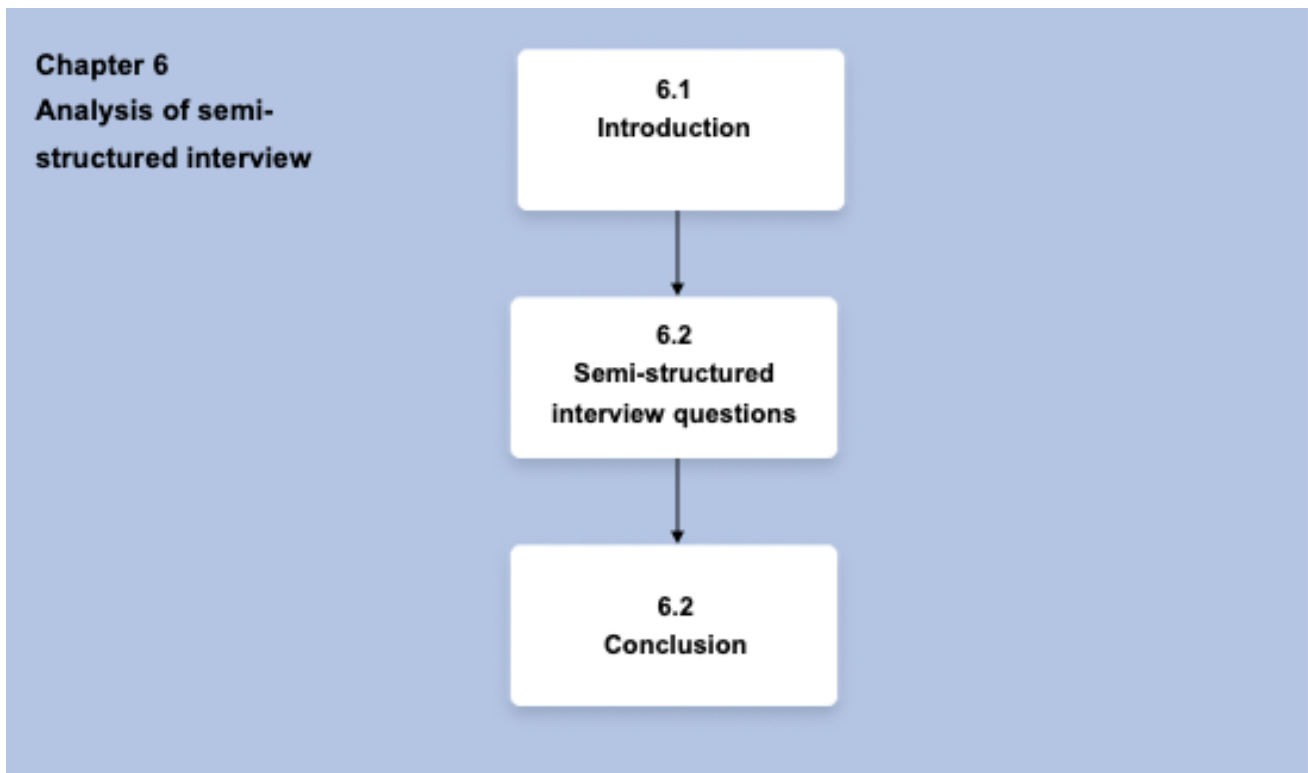 Chapter 6
Analysis of semi-
structured interview
6.1
Introduction
6.2
Semi-structured
interview questions
6.2
Conclusion